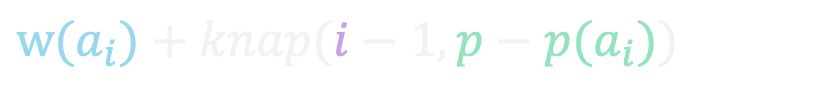 w(aᵢ) + knap(i − 1, p − p(aᵢ))